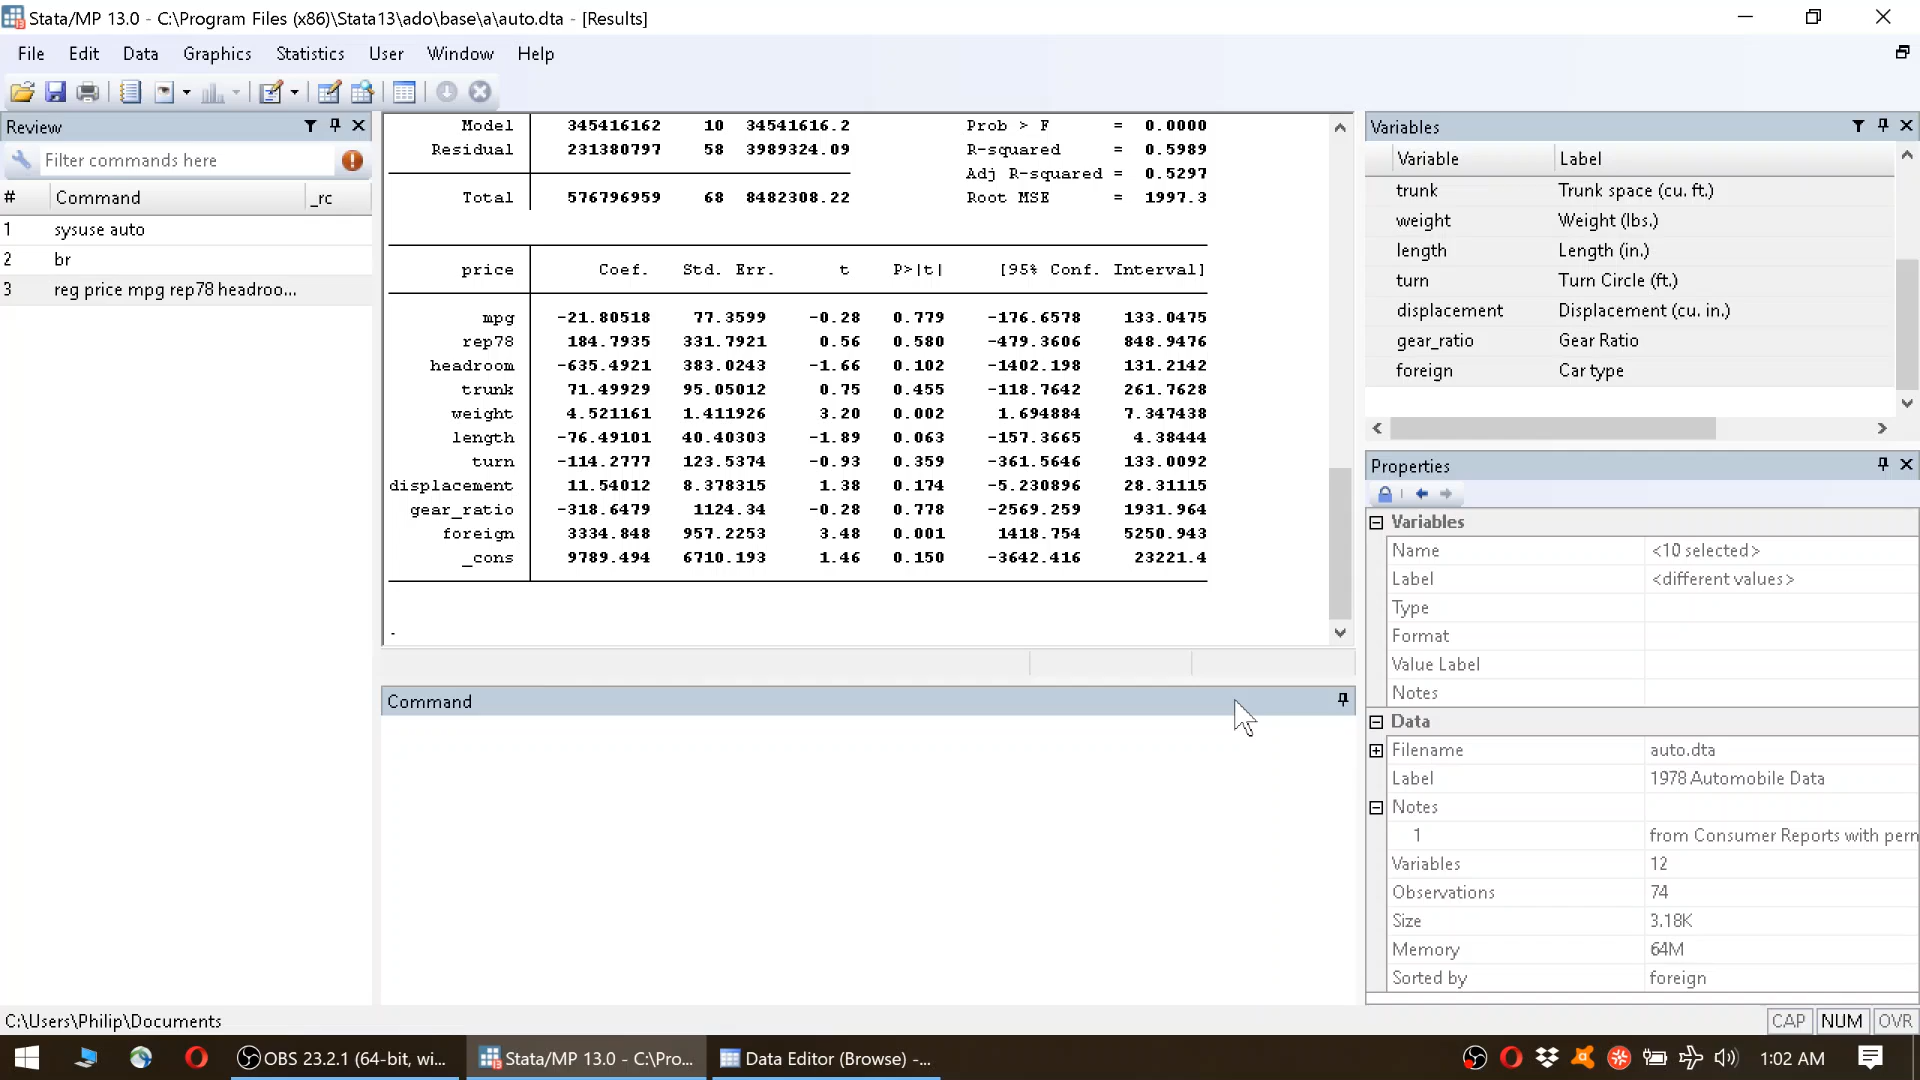 Stata/MP 13.0 - C:\Program Files (x86)\Stata13\ado\base\a\auto.dta - [Results]
File Edit Data Graphics Statistics User Window Help
Review
Filter commands here
# Command _rc
1 sysuse auto
2 br
3 reg price mpg rep78 headroo...
Model 345416162 10 34541616.2 Prob > F = 0.0000
Residual 231380797 58 3989324.09 R-squared = 0.5989
Adj R-squared = 0.5297
Total 576796959 68 8482308.22 Root MSE = 1997.3
price Coef. Std. Err. t P>|t| [95% Conf. Interval]
mpg -21.80518 77.3599 -0.28 0.779 -176.6578 133.0475
rep78 184.7935 331.7921 0.56 0.580 -479.3606 848.9476
headroom -635.4921 383.0243 -1.66 0.102 -1402.198 131.2142
trunk 71.49929 95.05012 0.75 0.455 -118.7642 261.7628
weight 4.521161 1.411926 3.20 0.002 1.694884 7.347438
length -76.49101 40.40303 -1.89 0.063 -157.3665 4.38444
turn -114.2777 123.5374 -0.93 0.359 -361.5646 133.0092
displacement 11.54012 8.378315 1.38 0.174 -5.230896 28.31115
gear_ratio -318.6479 1124.34 -0.28 0.778 -2569.259 1931.964
foreign 3334.848 957.2253 3.48 0.001 1418.754 5250.943
_cons 9789.494 6710.193 1.46 0.150 -3642.416 23221.4
.
Command
Variables
Variable Label
trunk Trunk space (cu. ft.)
weight Weight (lbs.)
length Length (in.)
turn Turn Circle (ft.)
displacement Displacement (cu. in.)
gear_ratio Gear Ratio
foreign Car type
Properties
Variables
Name <10 selected>
Label <different values>
Type
Format
Value Label
Notes
Data
Filename auto.dta
Label 1978 Automobile Data
Notes
1 from Consumer Reports with pern
Variables 12
Observations 74
Size 3.18K
Memory 64M
Sorted by foreign
C:\Users\Philip\Documents
CAP NUM OVR
OBS 23.2.1 (64-bit, wi... Stata/MP 13.0 - C:\Pro... Data Editor (Browse) -... 1:02 AM